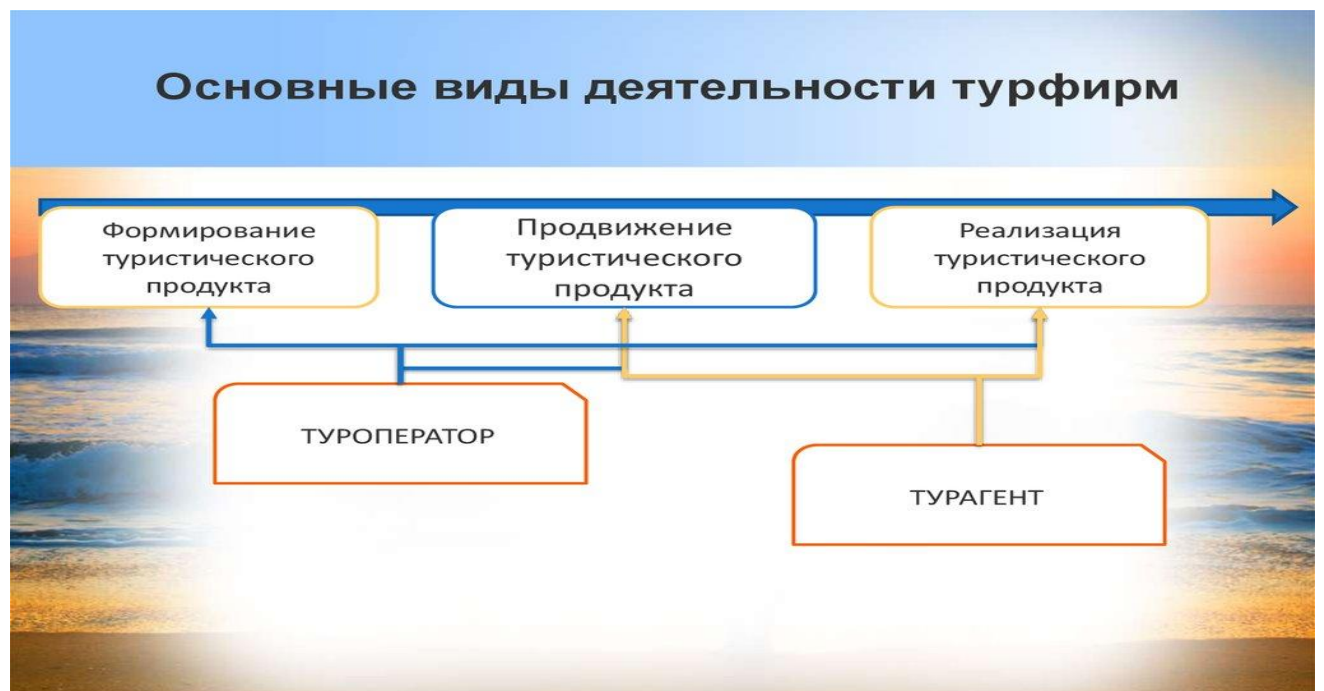 Основные виды деятельности турфирм
Формирование
туристического
продукта
Продвижение
туристического
продукта
Реализация
туристического
продукта
ТУРОПЕРАТОР
ТУРАГЕНТ